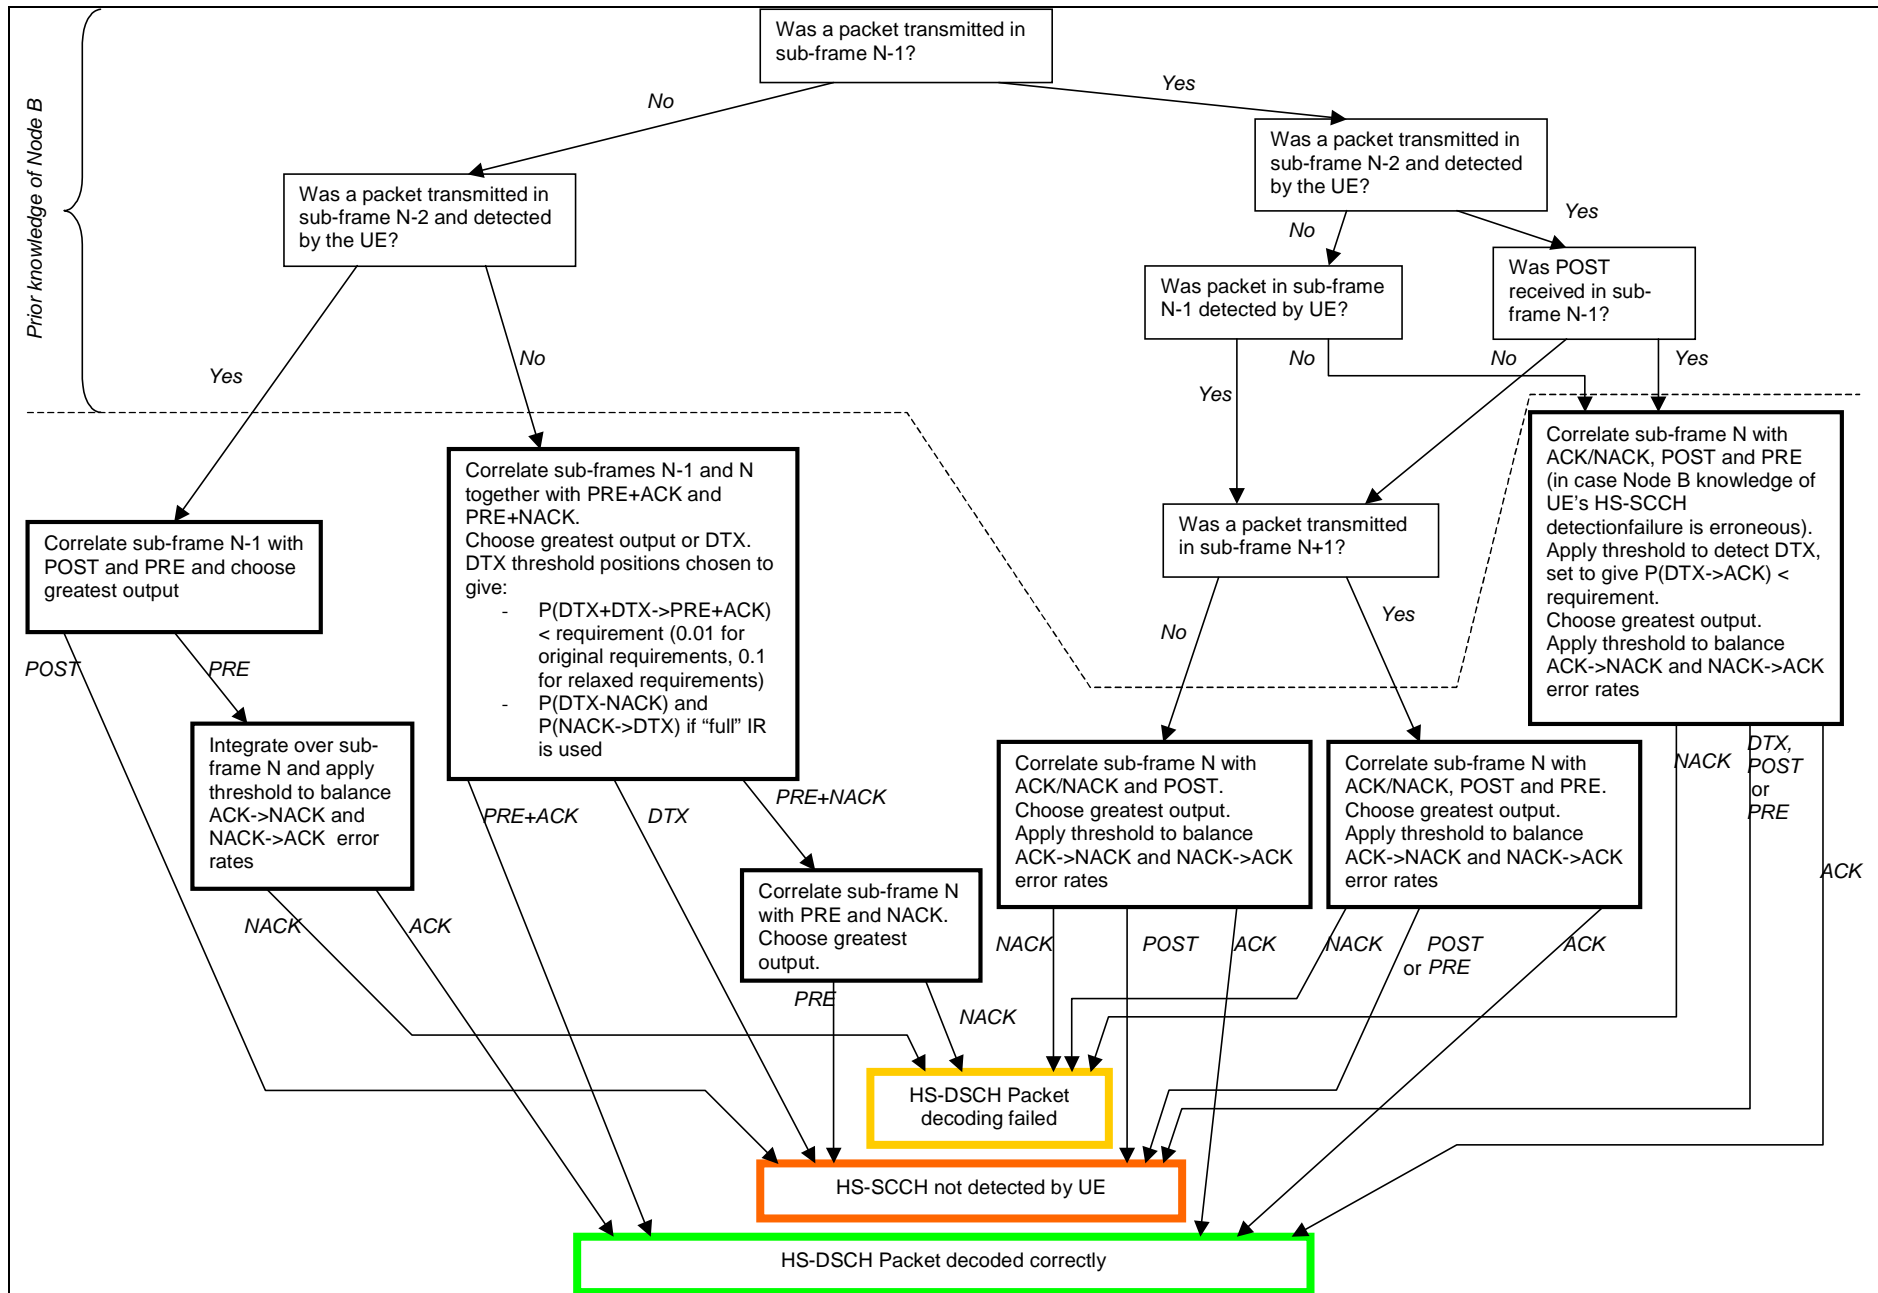 Was a packet transmitted in
sub-frame N-1?
No
Yes
Prior knowledge of Node B
Was a packet transmitted in
sub-frame N-2 and detected
by the UE?
Was a packet transmitted in
sub-frame N-2 and detected
by the UE?
No
Yes
Was packet in sub-frame
N-1 detected by UE?
Was POST
received in sub-
frame N-1?
Yes
No
Yes
No
No
Yes
Correlate sub-frame N-1 with
POST and PRE and choose
greatest output
Correlate sub-frames N-1 and N
together with PRE+ACK and
PRE+NACK.
Choose greatest output or DTX.
DTX threshold positions chosen to
give:
- P(DTX+DTX->PRE+ACK)
< requirement (0.01 for
original requirements, 0.1
for relaxed requirements)
- P(DTX-NACK) and
P(NACK->DTX) if “full” IR
is used
Was a packet transmitted
in sub-frame N+1?
Correlate sub-frame N with
ACK/NACK, POST and PRE
(in case Node B knowledge of
UE’s HS-SCCH
detectionfailure is erroneous).
Apply threshold to detect DTX,
set to give P(DTX->ACK) <
requirement.
Choose greatest output.
Apply threshold to balance
ACK->NACK and NACK->ACK
error rates
No
Yes
POST
PRE
Integrate over sub-
frame N and apply
threshold to balance
ACK->NACK and
NACK->ACK error
rates
PRE+ACK
DTX
PRE+NACK
Correlate sub-frame N with
ACK/NACK and POST.
Choose greatest output.
Apply threshold to balance
ACK->NACK and NACK->ACK
error rates
Correlate sub-frame N with
ACK/NACK, POST and PRE.
Choose greatest output.
Apply threshold to balance
ACK->NACK and NACK->ACK
error rates
NACK
DTX,
POST
or
PRE
ACK
Correlate sub-frame N
with PRE and NACK.
Choose greatest
output.
NACK
ACK
PRE
NACK
NACK
POST
ACK
NACK
POST
or PRE
ACK
HS-DSCH Packet
decoding failed
HS-SCCH not detected by UE
HS-DSCH Packet decoded correctly